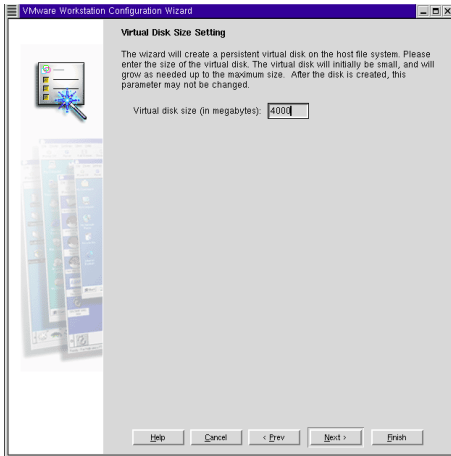 VMware Workstation Configuration Wizard
Virtual Disk Size Setting
The wizard will create a persistent virtual disk on the host file system. Please
enter the size of the virtual disk. The virtual disk will initially be small, and will
grow as needed up to the maximum size. After the disk is created, this
parameter may not be changed.
Virtual disk size (in megabytes): 4000
Help Cancel < Prev Next > Finish